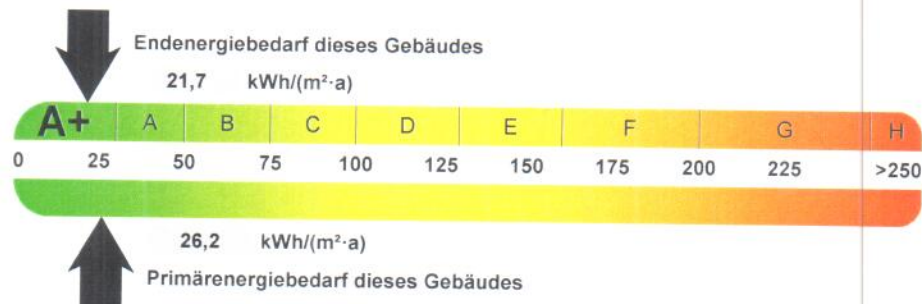 Endenergiebedarf dieses Gebäudes
21,7 kWh/(m²·a)
A+ A B C D E F G H
0 25 50 75 100 125 150 175 200 225 >250
26,2 kWh/(m²·a)
Primärenergiebedarf dieses Gebäudes